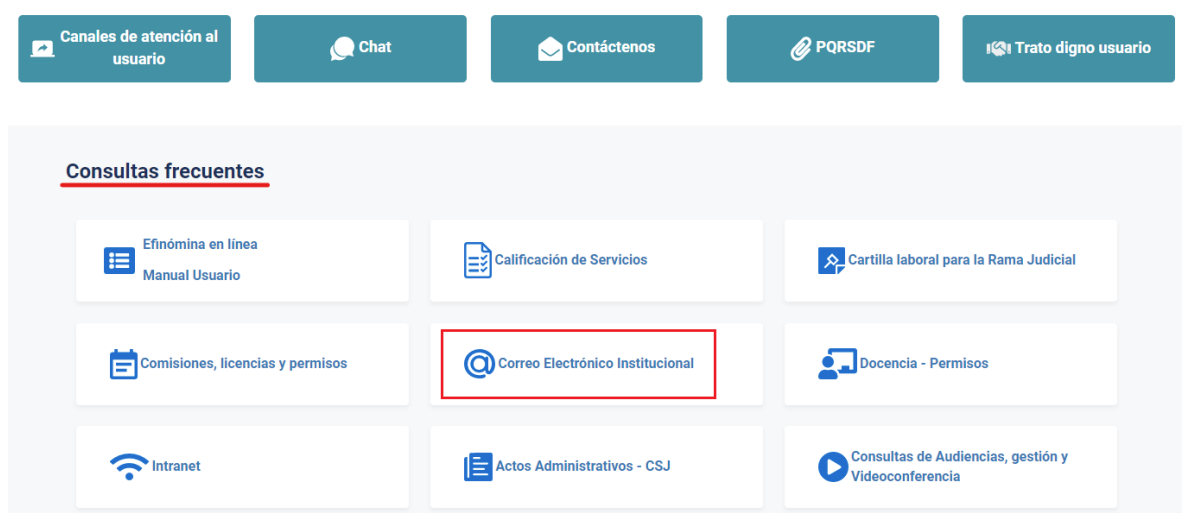 Canales de atención al
usuario
Chat
Contáctenos
PQRSDF
Trato digno usuario
Consultas frecuentes
Efinómina en línea
Manual Usuario
Calificación de Servicios
Cartilla laboral para la Rama Judicial
Comisiones, licencias y permisos
Correo Electrónico Institucional
Docencia - Permisos
Intranet
Actos Administrativos - CSJ
Consultas de Audiencias, gestión y
Videoconferencia